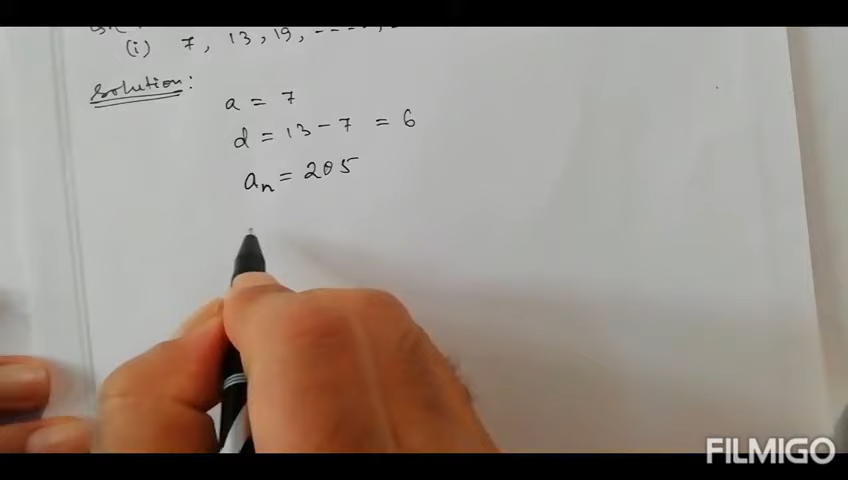 (i) 7, 13, 19, ----,
Solution:
a = 7
d = 13 - 7 = 6
an = 205
FILMIGO